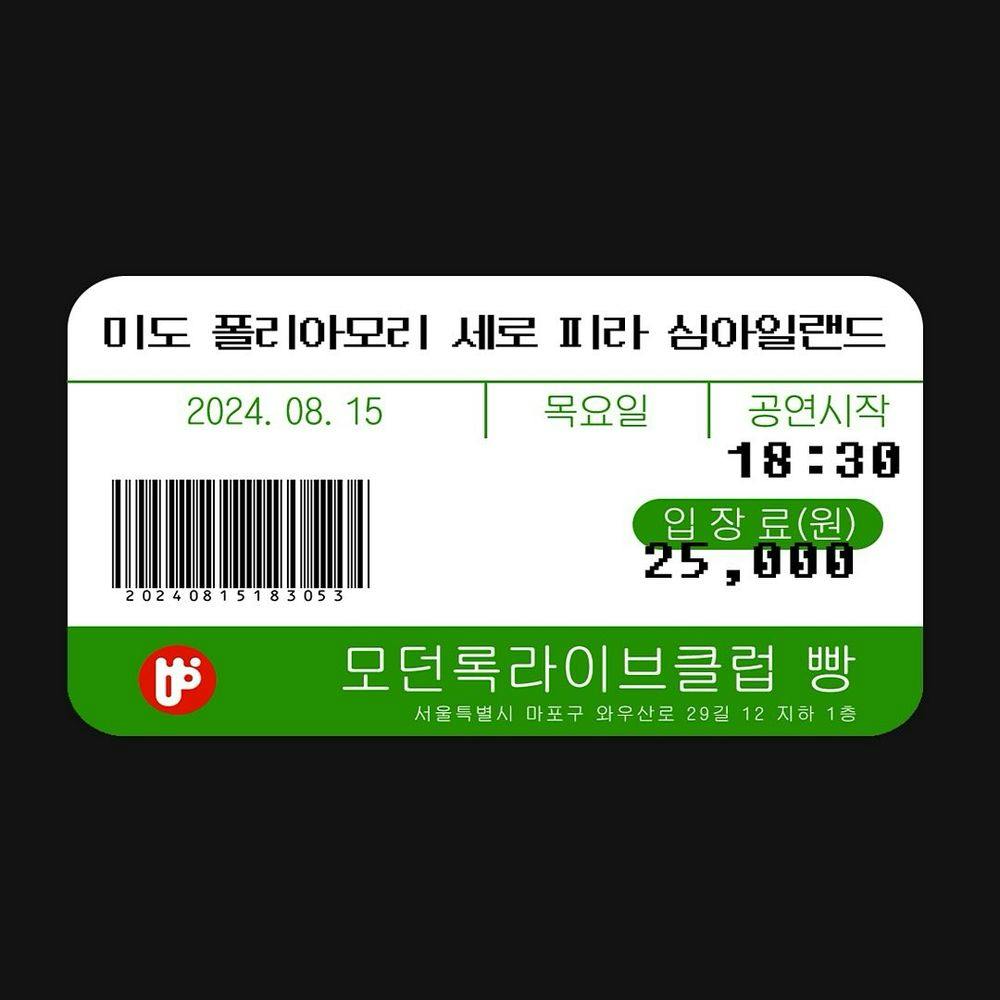 미도 폴리아모리 세로 피라 심아일랜드
2024. 08. 15 목요일 공연시작
18:30
입장료(원)
25,000
20240815183053
모던록라이브클럽 빵
서울특별시 마포구 와우산로 29길 12 지하 1층